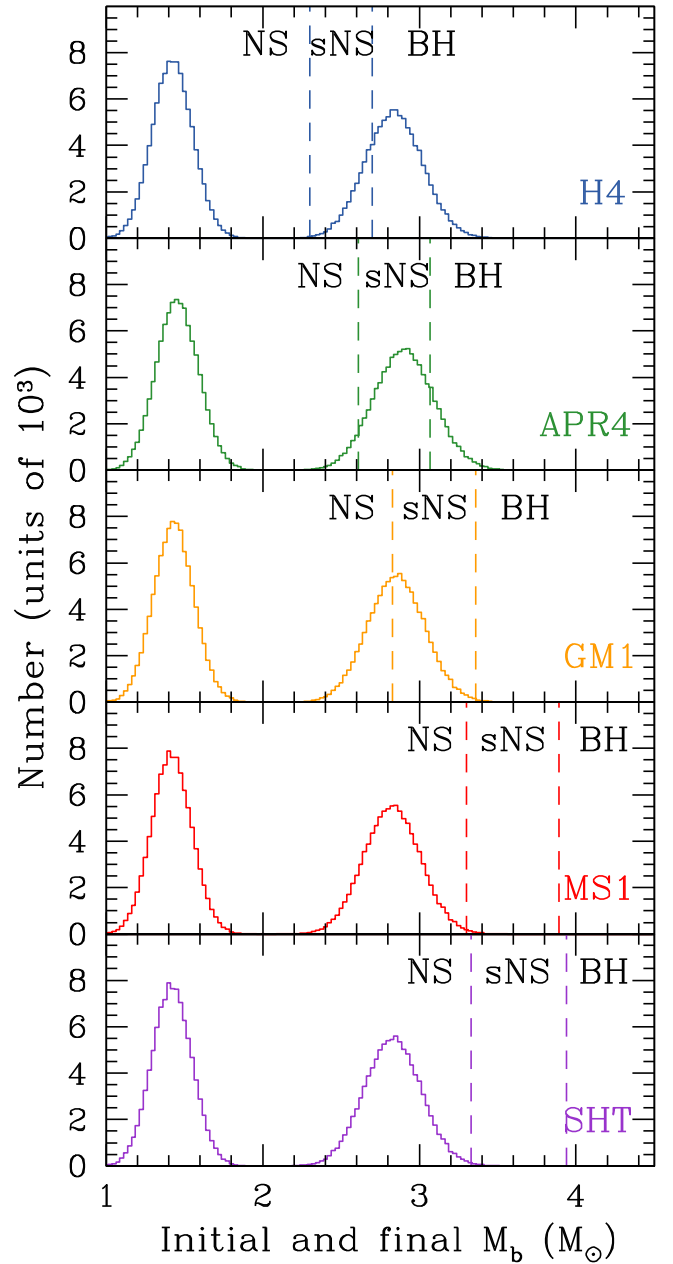 NS sNS BH
8
6
4
2
0
H4
NS sNS BH
8
6
4
2
0
APR4
NS sNS BH
8
6
4
2
0
GM1
NS sNS BH
8
6
4
2
0
MS1
NS sNS BH
8
6
4
2
0
SHT
1 2 3 4
Initial and final M_b (M_⊙)
Number (units of 10³)